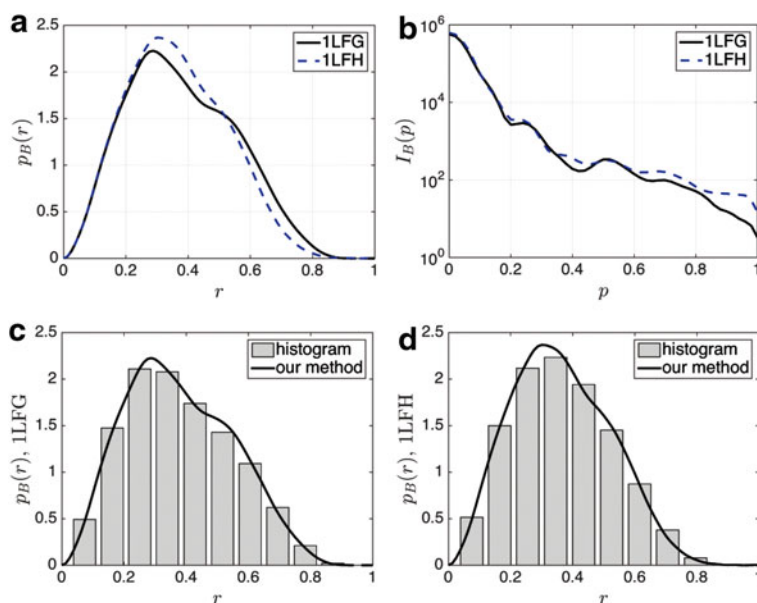 a
2.5
2
1.5
1
0.5
0
p_B(r)
0 0.2 0.4 0.6 0.8 1
r
1LFG
1LFH
b
10^6
10^4
10^2
10^0
I_B(p)
0 0.2 0.4 0.6 0.8 1
p
1LFG
1LFH
c
2.5
2
1.5
1
0.5
0
p_B(r), 1LFG
0 0.2 0.4 0.6 0.8 1
r
histogram
our method
d
2.5
2
1.5
1
0.5
0
p_B(r), 1LFH
0 0.2 0.4 0.6 0.8 1
r
histogram
our method